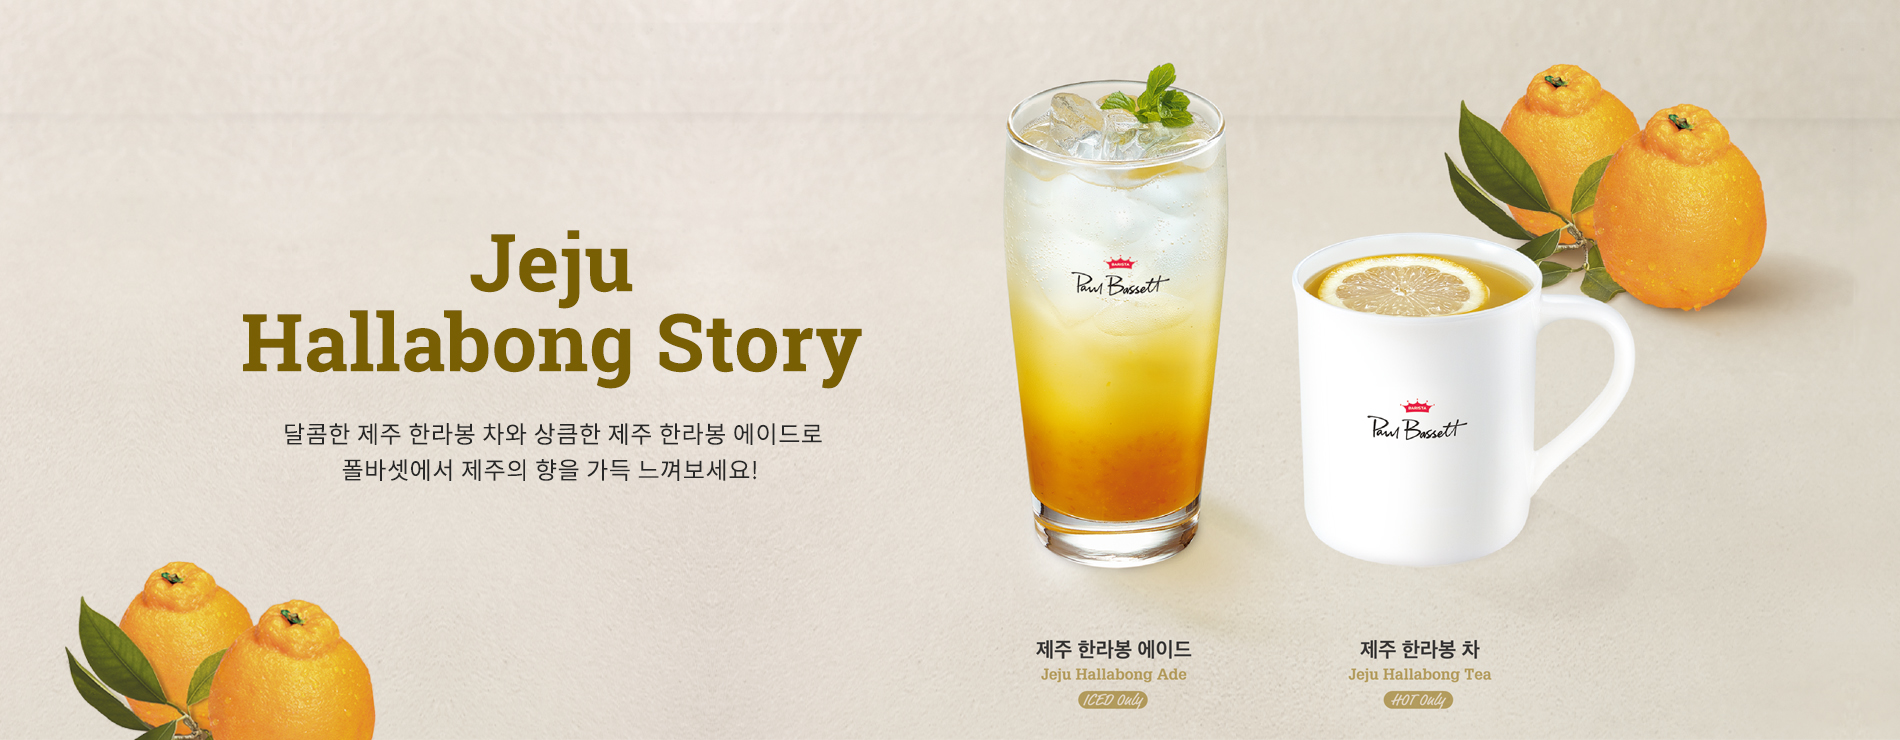 Jeju
Hallabong Story
달콤한 제주 한라봉 차와 상큼한 제주 한라봉 에이드로
폴바셋에서 제주의 향을 가득 느껴보세요!
BARISTA
Paul Bassett
BARISTA
Paul Bassett
제주 한라봉 에이드
Jeju Hallabong Ade
ICED Only
제주 한라봉 차
Jeju Hallabong Tea
HOT Only